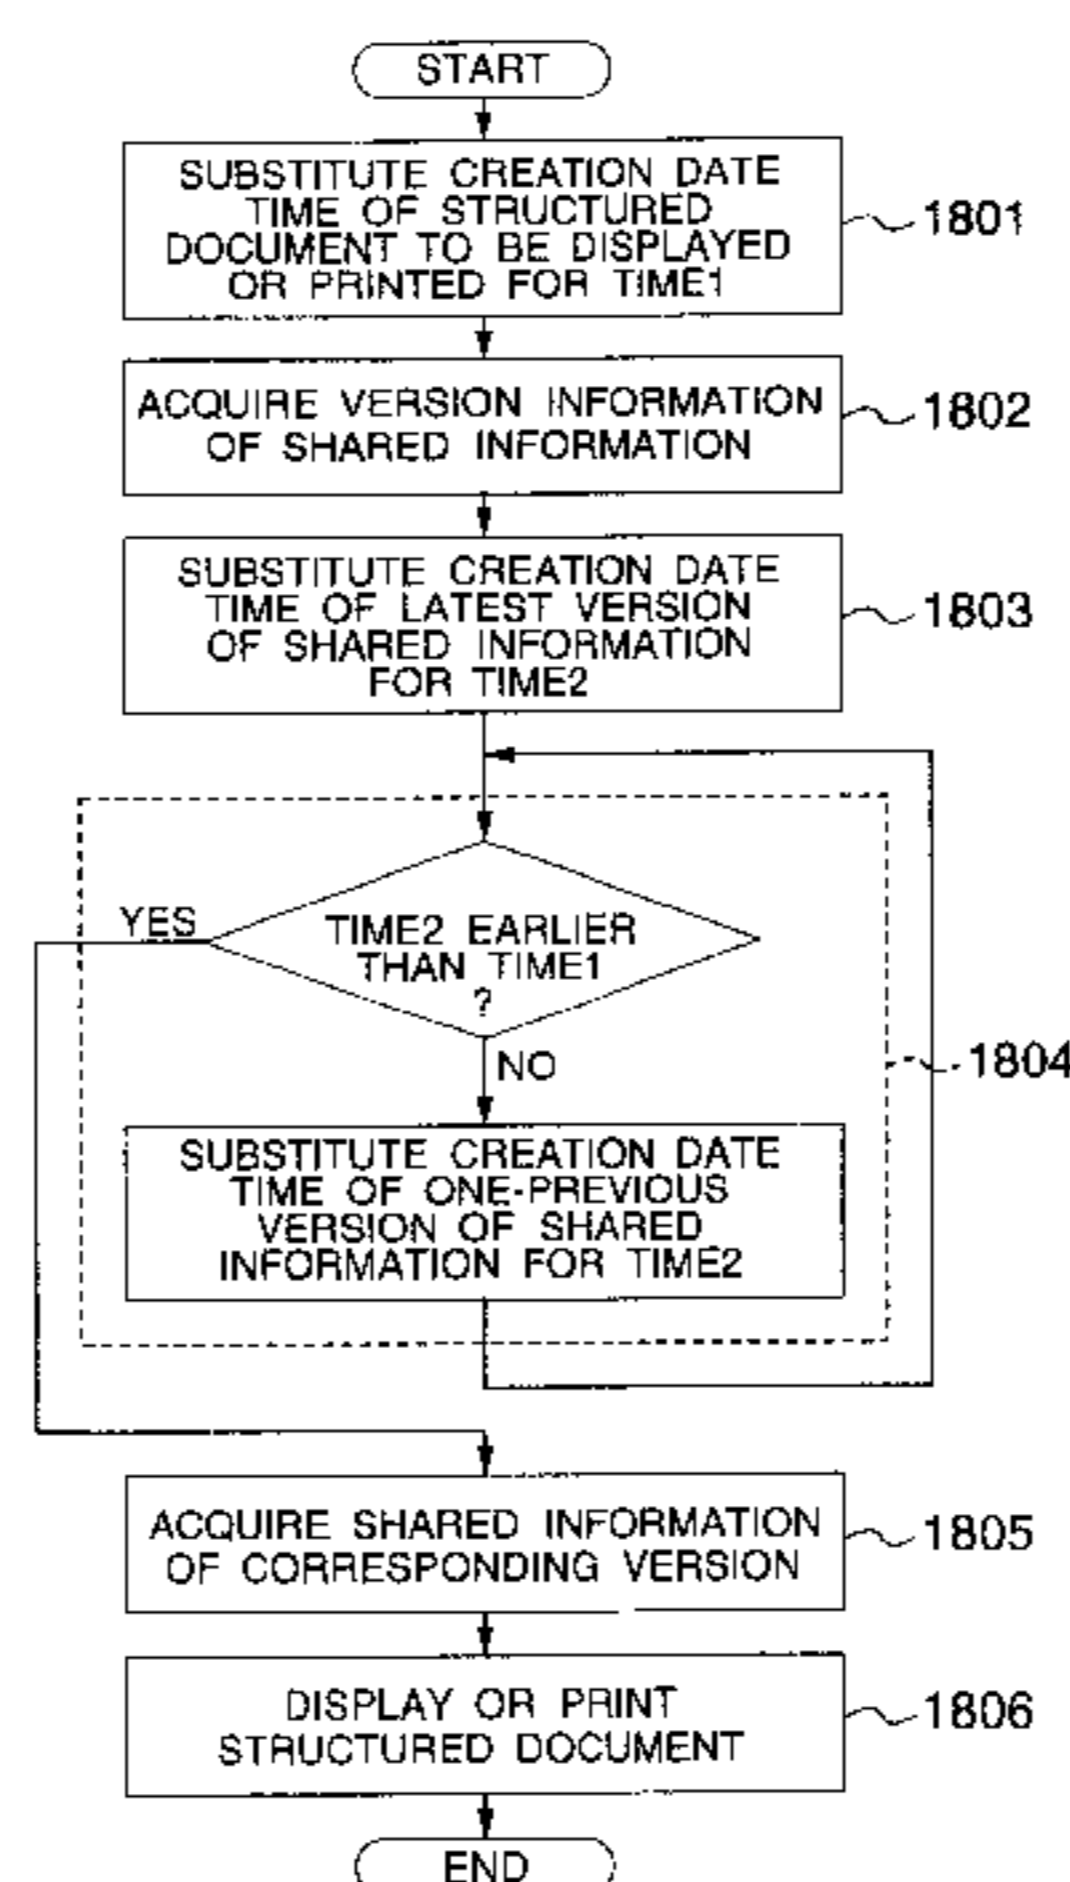 START
SUBSTITUTE CREATION DATE
TIME OF STRUCTURED
DOCUMENT TO BE DISPLAYED
OR PRINTED FOR TIME1
1801
ACQUIRE VERSION INFORMATION
OF SHARED INFORMATION
1802
SUBSTITUTE CREATION DATE
TIME OF LATEST VERSION
OF SHARED INFORMATION
FOR TIME2
1803
YES
TIME2 EARLIER
THAN TIME1
?
NO
1804
SUBSTITUTE CREATION DATE
TIME OF ONE-PREVIOUS
VERSION OF SHARED
INFORMATION FOR TIME2
ACQUIRE SHARED INFORMATION
OF CORRESPONDING VERSION
1805
DISPLAY OR PRINT
STRUCTURED DOCUMENT
1806
END